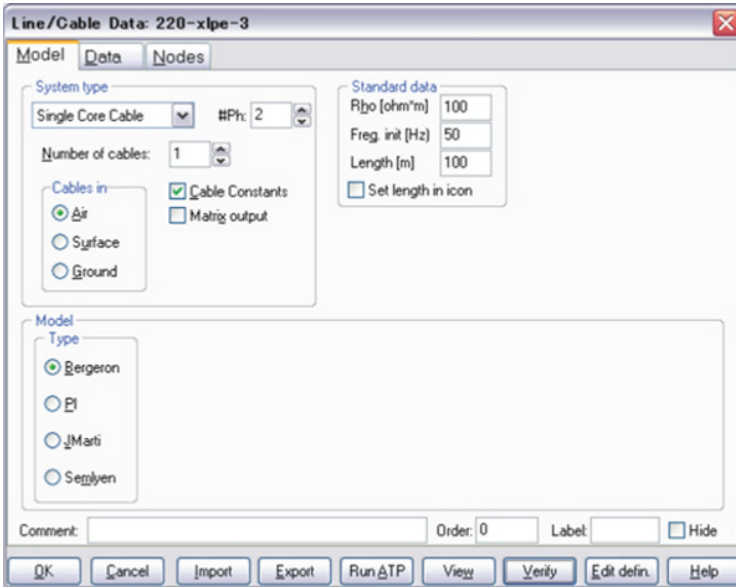 Line/Cable Data: 220-xlpe-3
Model Data Nodes
System type
Single Core Cable #Ph: 2
Number of cables: 1
Cables in
Air
Surface
Ground
Cable Constants
Matrix output
Standard data
Rho [ohm*m] 100
Freq. init [Hz] 50
Length [m] 100
Set length in icon
Model
Type
Bergeron
PI
JMarti
Semlyen
Comment: Order: 0 Label: Hide
OK Cancel Import Export Run ATP View Verify Edit defin. Help